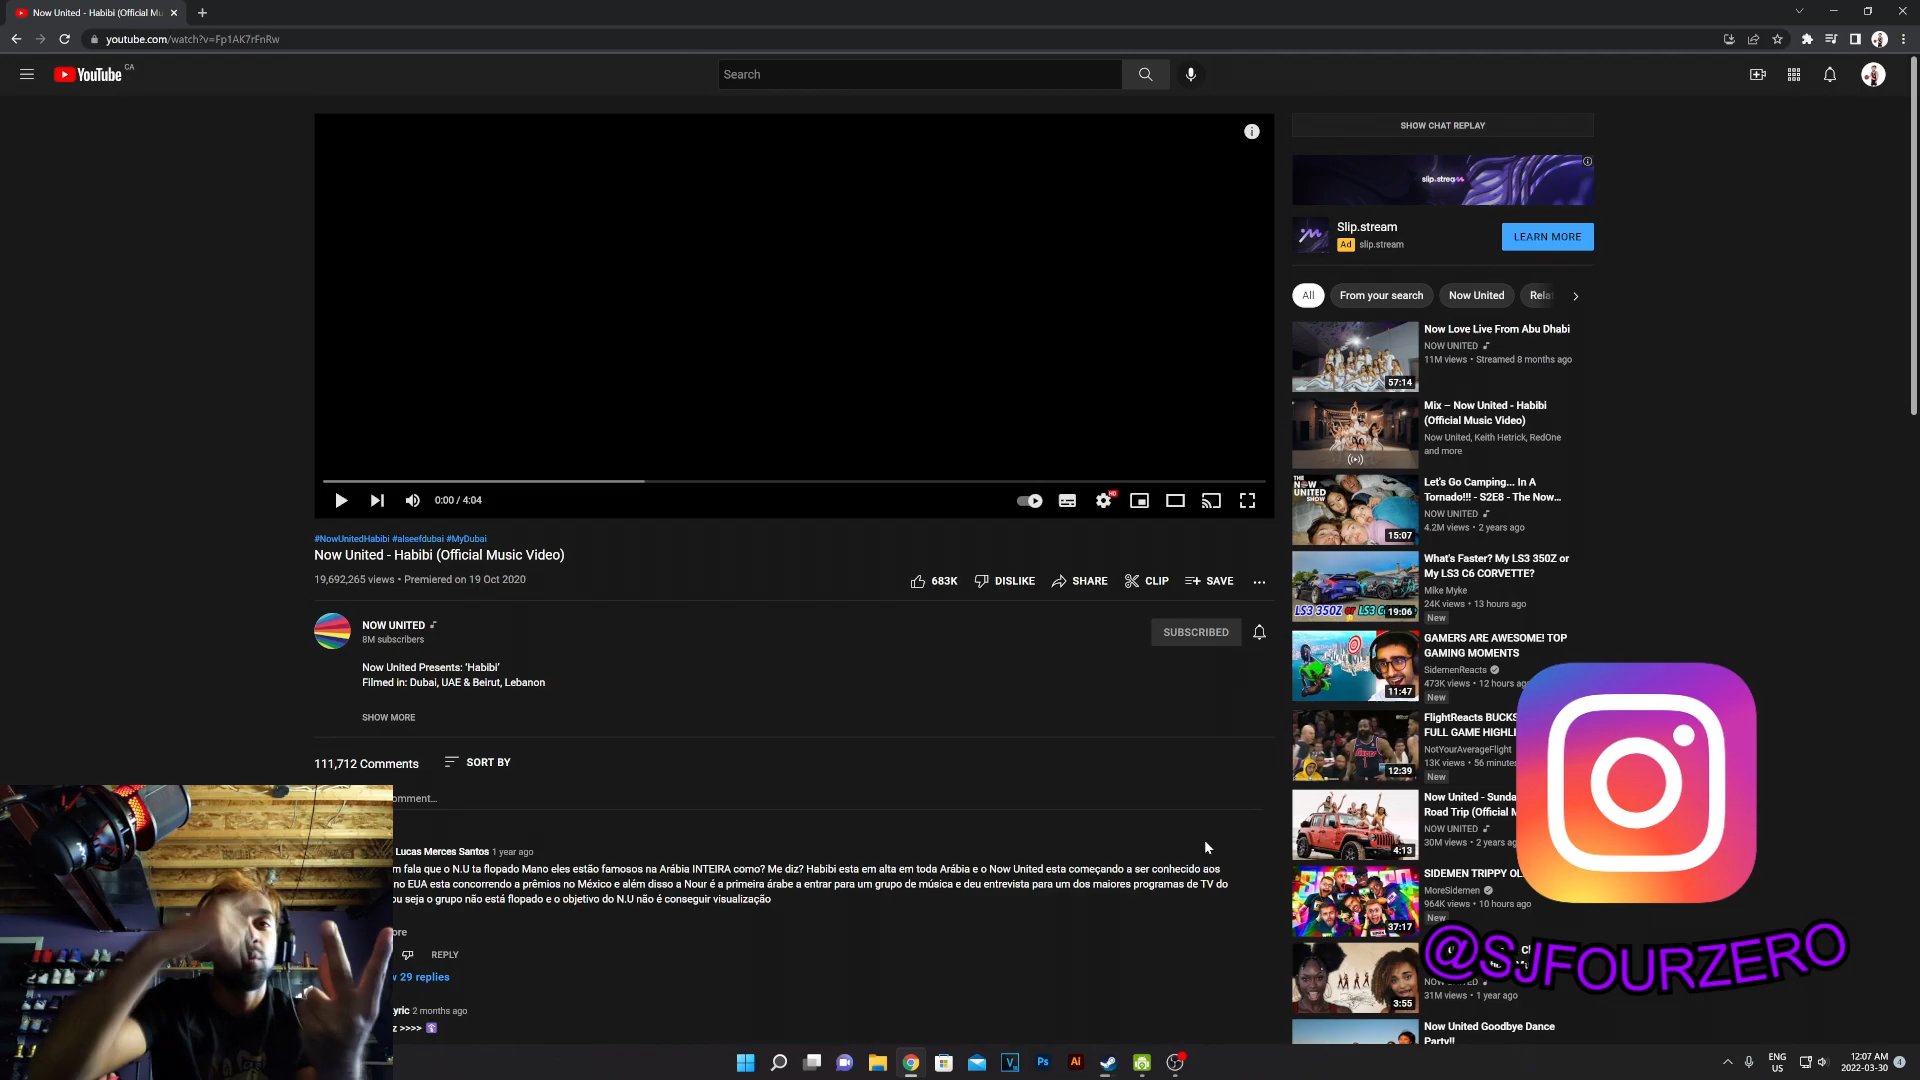 Now United - Habibi (Official Mu
youtube.com/watch?v=Fp1AK7rFnRw
YouTube CA
Search
SHOW CHAT REPLAY
slip.stream
Slip.stream
Ad slip.stream
LEARN MORE
All
From your search
Now United
Rela
Now Love Live From Abu Dhabi
NOW UNITED
11M views • Streamed 8 months ago
57:14
Mix – Now United - Habibi
(Official Music Video)
Now United, Keith Hetrick, RedOne
and more
THE NOW UNITED SHOW
Let's Go Camping... In A
Tornado!!! - S2E8 - The Now...
NOW UNITED
4.2M views • 2 years ago
15:07
0:00 / 4:04
HD
#NowUnitedHabibi #alseefdubai #MyDubai
Now United - Habibi (Official Music Video)
19,692,265 views • Premiered on 19 Oct 2020
683K
DISLIKE
SHARE
CLIP
SAVE
What's Faster? My LS3 350Z or
My LS3 C6 CORVETTE?
Mike Myke
24K views • 13 hours ago
New
LS3 350Z or LS3 C
19:06
NOW UNITED
8M subscribers
SUBSCRIBED
Now United Presents: ‘Habibi’
Filmed in: Dubai, UAE & Beirut, Lebanon
SHOW MORE
GAMERS ARE AWESOME! TOP
GAMING MOMENTS
SidemenReacts
473K views • 12 hours ag
New
11:47
FlightReacts BUCKS
FULL GAME HIGHLI
NotYourAverageFlight
13K views • 56 minutes
New
12:39
111,712 Comments
SORT BY
omment...
Now United - Sunda
Road Trip (Official M
NOW UNITED
30M views • 2 years ago
4:13
Lucas Merces Santos 1 year ago
m fala que o N.U ta flopado Mano eles estão famosos na Arábia INTEIRA como? Me diz? Habibi esta em alta em toda Arábia e o Now United esta começando a ser conhecido aos
no EUA esta concorrendo a prêmios no México e além disso a Nour é a primeira árabe a entrar para um grupo de música e deu entrevista para um dos maiores programas de TV do
ou seja o grupo não está flopado e o objetivo do N.U não é conseguir visualização
ore
REPLY
w 29 replies
SIDEMEN TRIPPY OL
MoreSidemen
964K views • 10 hours ago
New
37:17
@SJFOURZERO
31M views • 1 year ago
3:55
yric 2 months ago
z >>>>
Now United Goodbye Dance
Party!!
Ps
Ai
ENG
US
12:07 AM
2022-03-30
4